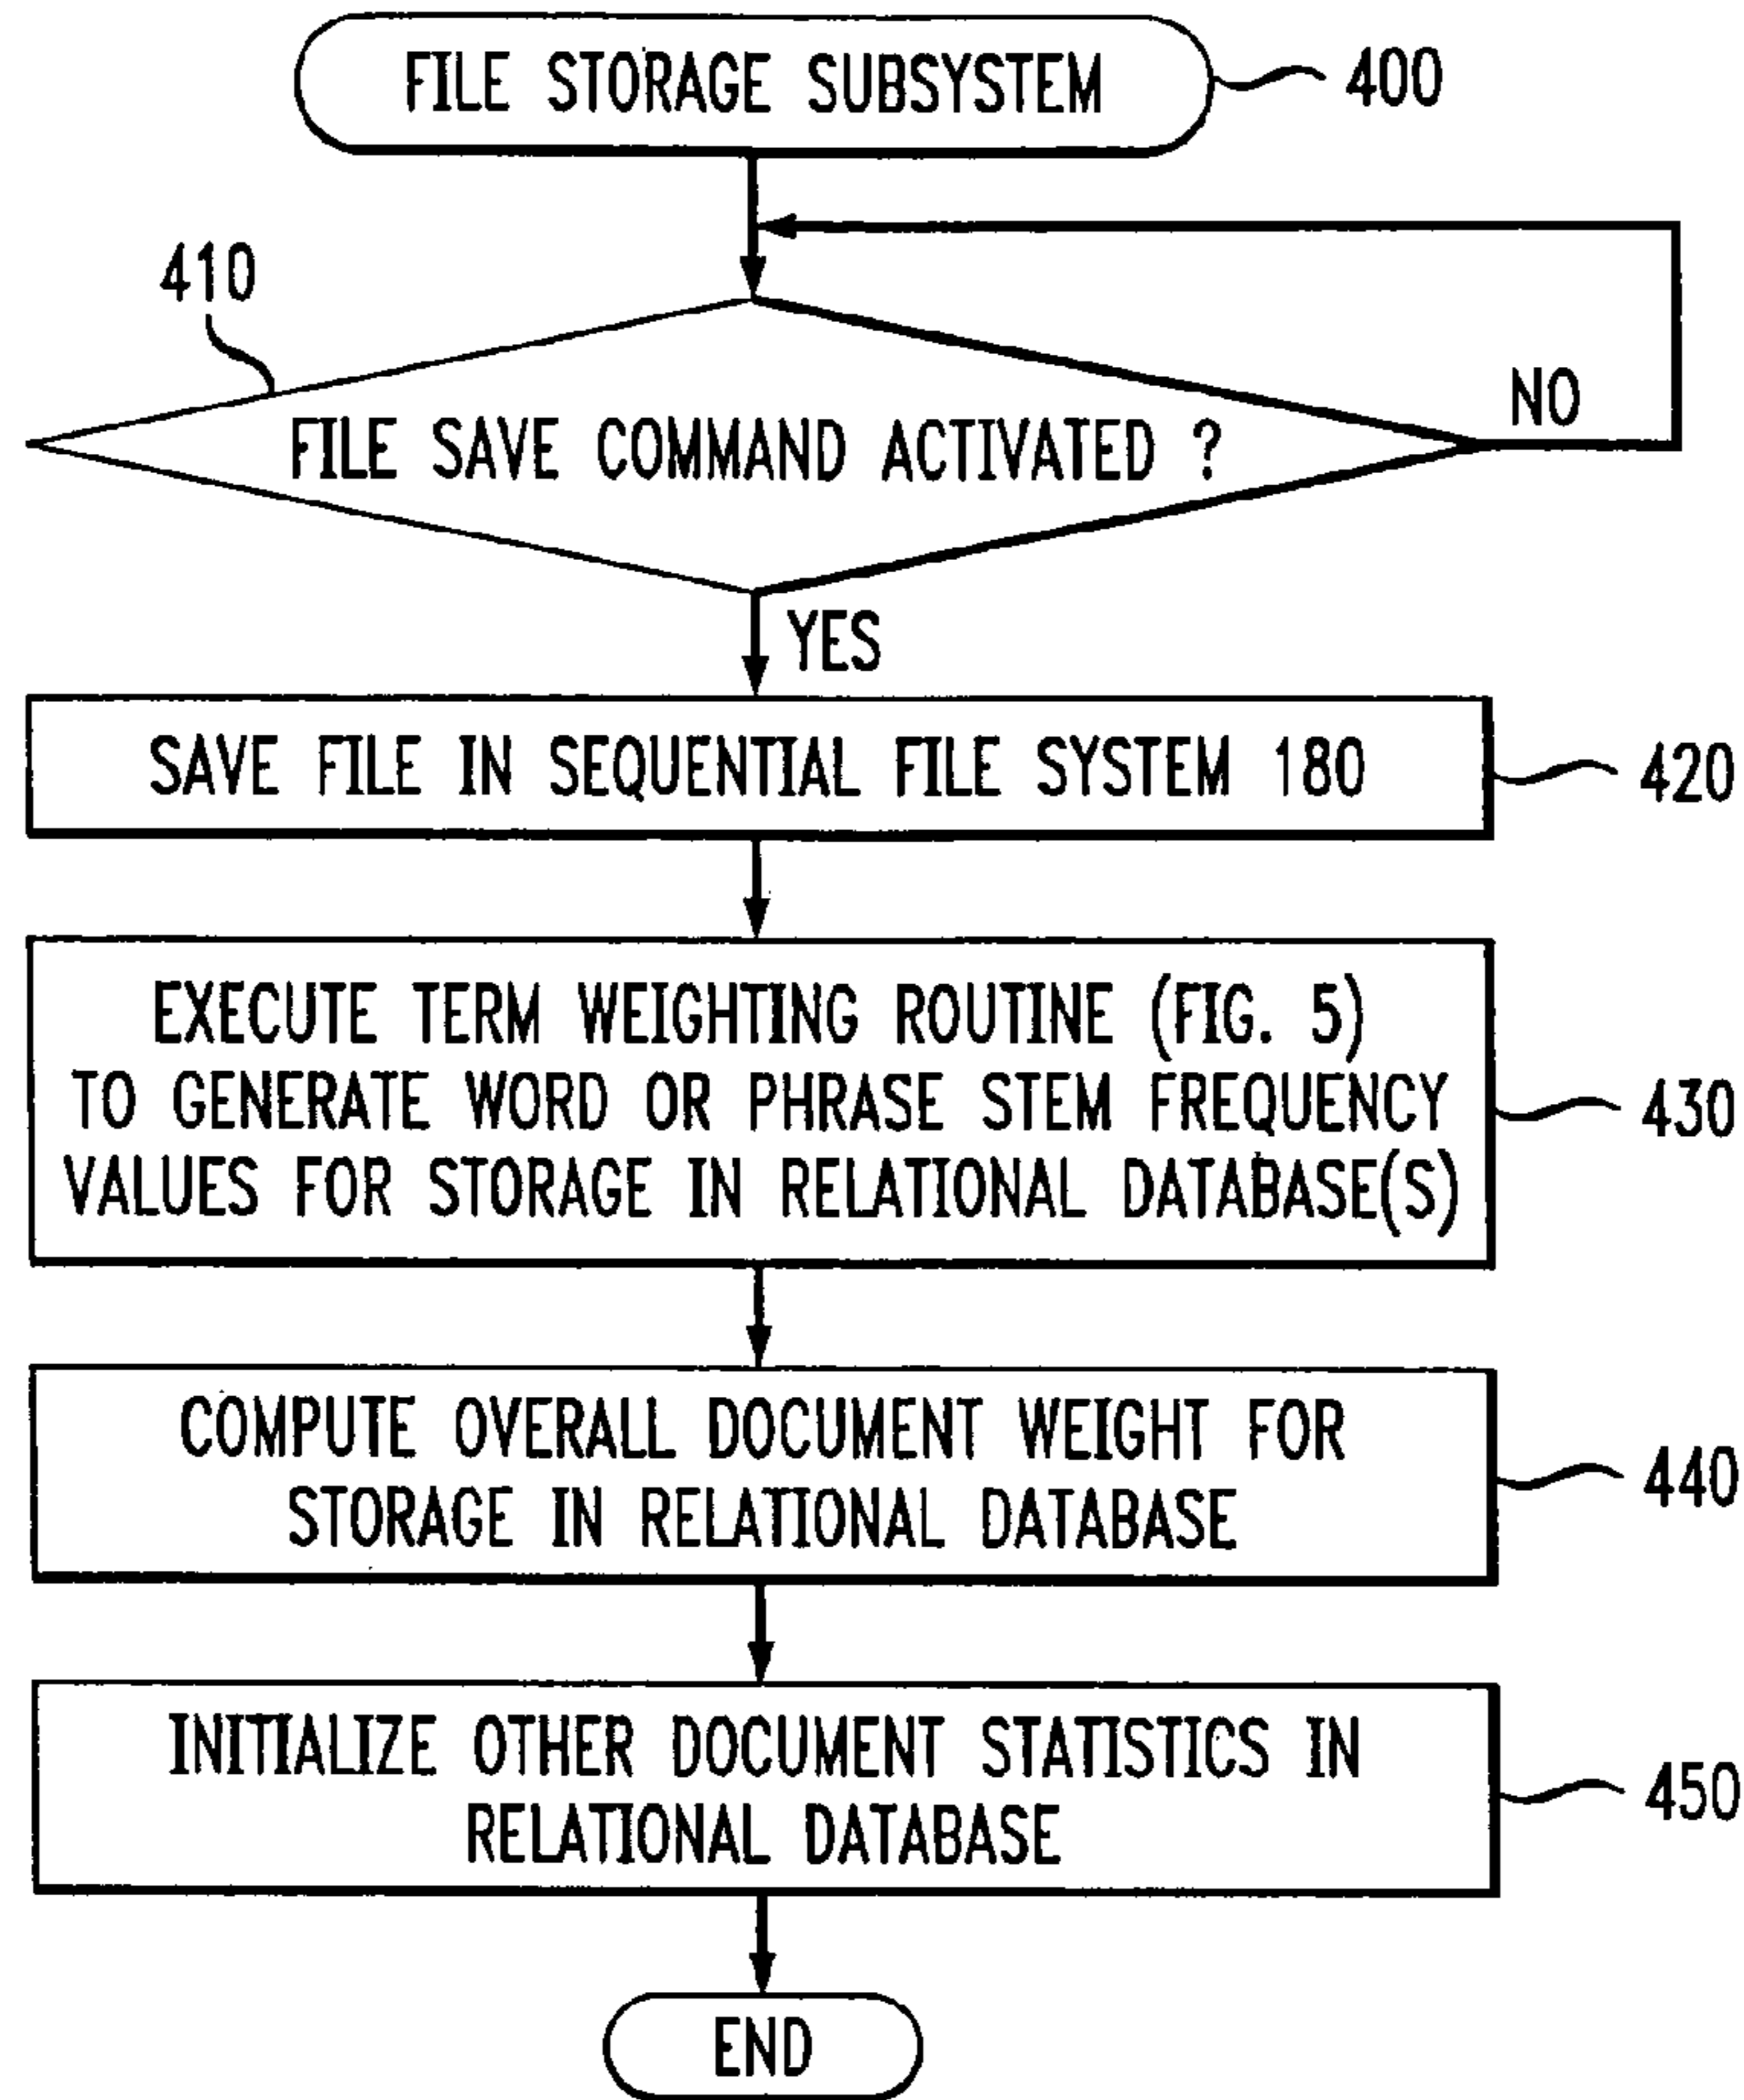 FILE STORAGE SUBSYSTEM
400
410
FILE SAVE COMMAND ACTIVATED ?
NO
YES
SAVE FILE IN SEQUENTIAL FILE SYSTEM 180
420
EXECUTE TERM WEIGHTING ROUTINE (FIG. 5)
TO GENERATE WORD OR PHRASE STEM FREQUENCY
VALUES FOR STORAGE IN RELATIONAL DATABASE(S)
430
COMPUTE OVERALL DOCUMENT WEIGHT FOR
STORAGE IN RELATIONAL DATABASE
440
INITIALIZE OTHER DOCUMENT STATISTICS IN
RELATIONAL DATABASE
450
END